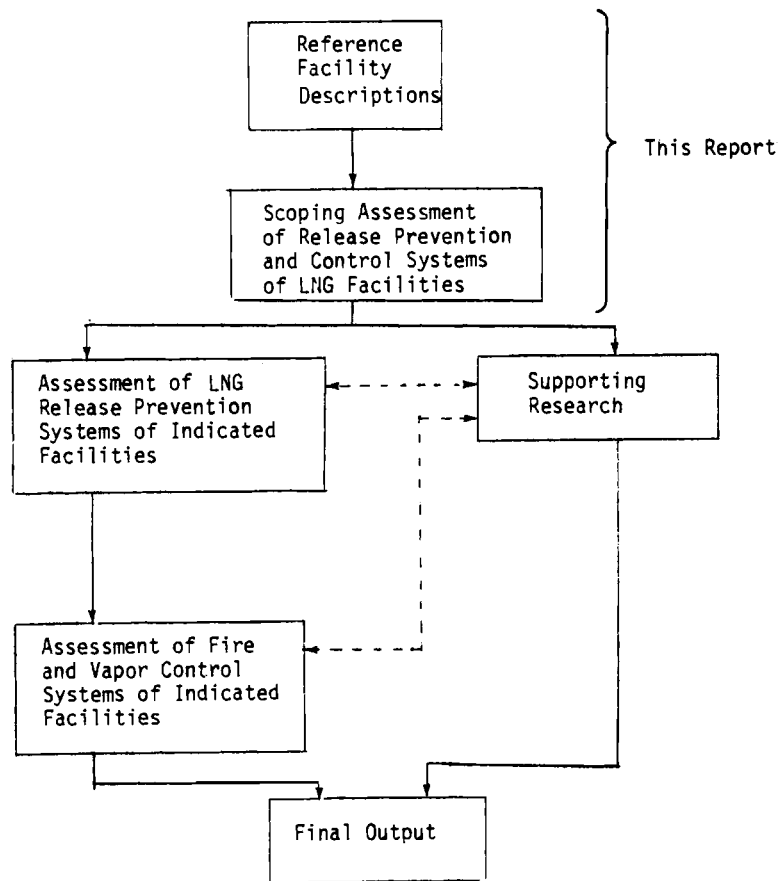 Reference
Facility
Descriptions
This Report
Scoping Assessment
of Release Prevention
and Control Systems
of LNG Facilities
Assessment of LNG
Release Prevention
Systems of Indicated
Facilities
Supporting
Research
Assessment of Fire
and Vapor Control
Systems of Indicated
Facilities
Final Output